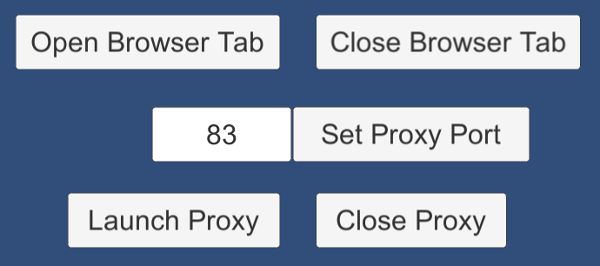 Open Browser Tab Close Browser Tab
83 Set Proxy Port
Launch Proxy Close Proxy